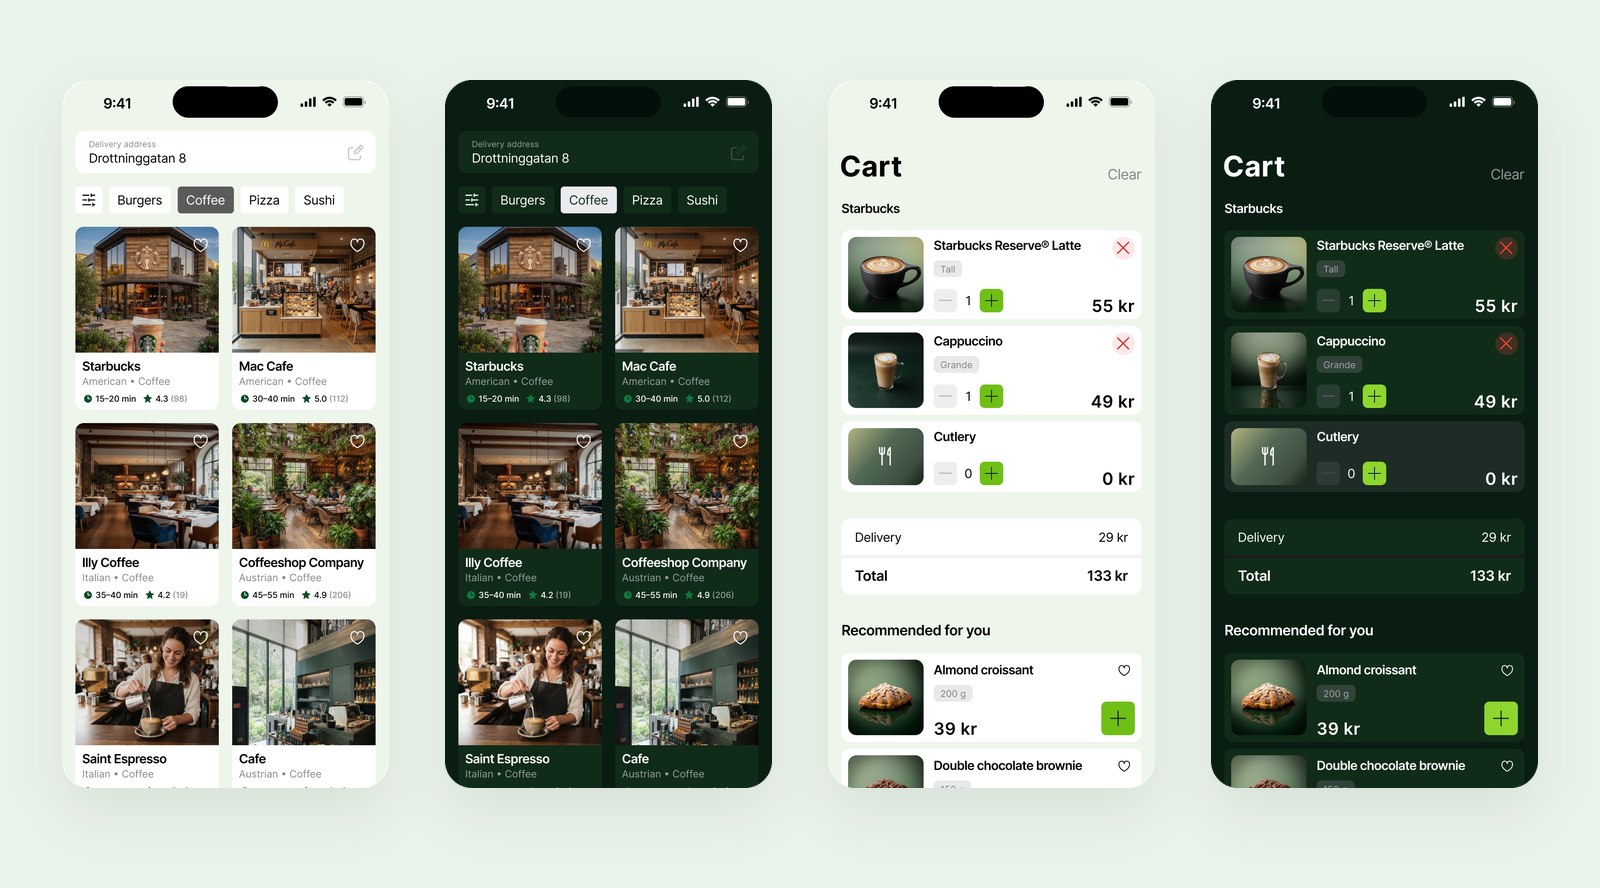 9:41
Delivery address
Drottninggatan 8
Burgers Coffee Pizza Sushi
McCafé
Starbucks Mac Cafe
American • Coffee American • Coffee
15–20 min 4.3 (98) 30–40 min 5.0 (112)
Illy Coffee Coffeeshop Company
Italian • Coffee Austrian • Coffee
35–40 min 4.2 (19) 45–55 min 4.9 (206)
Saint Espresso Cafe
Italian • Coffee Austrian • Coffee
9:41
Delivery address
Drottninggatan 8
Burgers Coffee Pizza Sushi
McCafé
Starbucks Mac Cafe
American • Coffee American • Coffee
15–20 min 4.3 (98) 30–40 min 5.0 (112)
Illy Coffee Coffeeshop Company
Italian • Coffee Austrian • Coffee
35–40 min 4.2 (19) 45–55 min 4.9 (206)
Saint Espresso Cafe
Italian • Coffee Austrian • Coffee
9:41
Cart
Clear
Starbucks
Starbucks Reserve® Latte
Tall
1
55 kr
Cappuccino
Grande
1
49 kr
Cutlery
0
0 kr
Delivery 29 kr
Total 133 kr
Recommended for you
Almond croissant
200 g
39 kr
Double chocolate brownie
9:41
Cart
Clear
Starbucks
Starbucks Reserve® Latte
Tall
1
55 kr
Cappuccino
Grande
1
49 kr
Cutlery
0
0 kr
Delivery 29 kr
Total 133 kr
Recommended for you
Almond croissant
200 g
39 kr
Double chocolate brownie